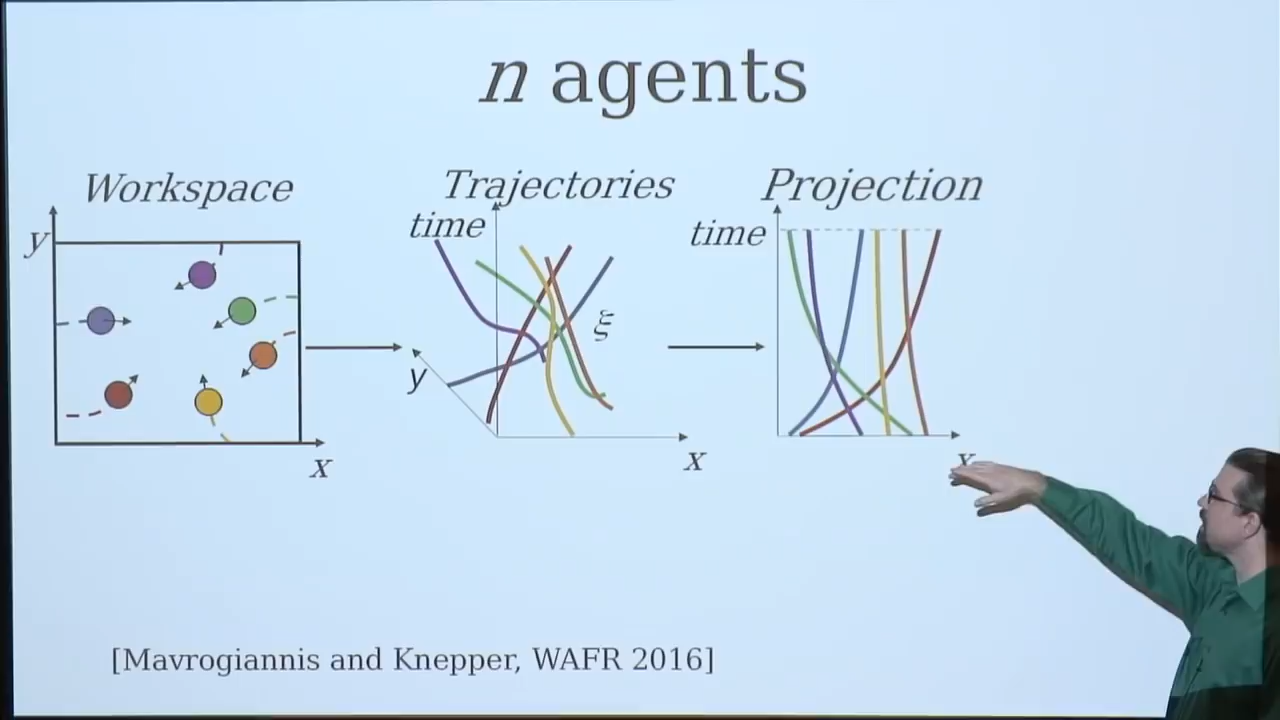 n agents
Workspace
Trajectories
Projection
y
x
time
ξ
y
x
time
x
[Mavrogiannis and Knepper, WAFR 2016]